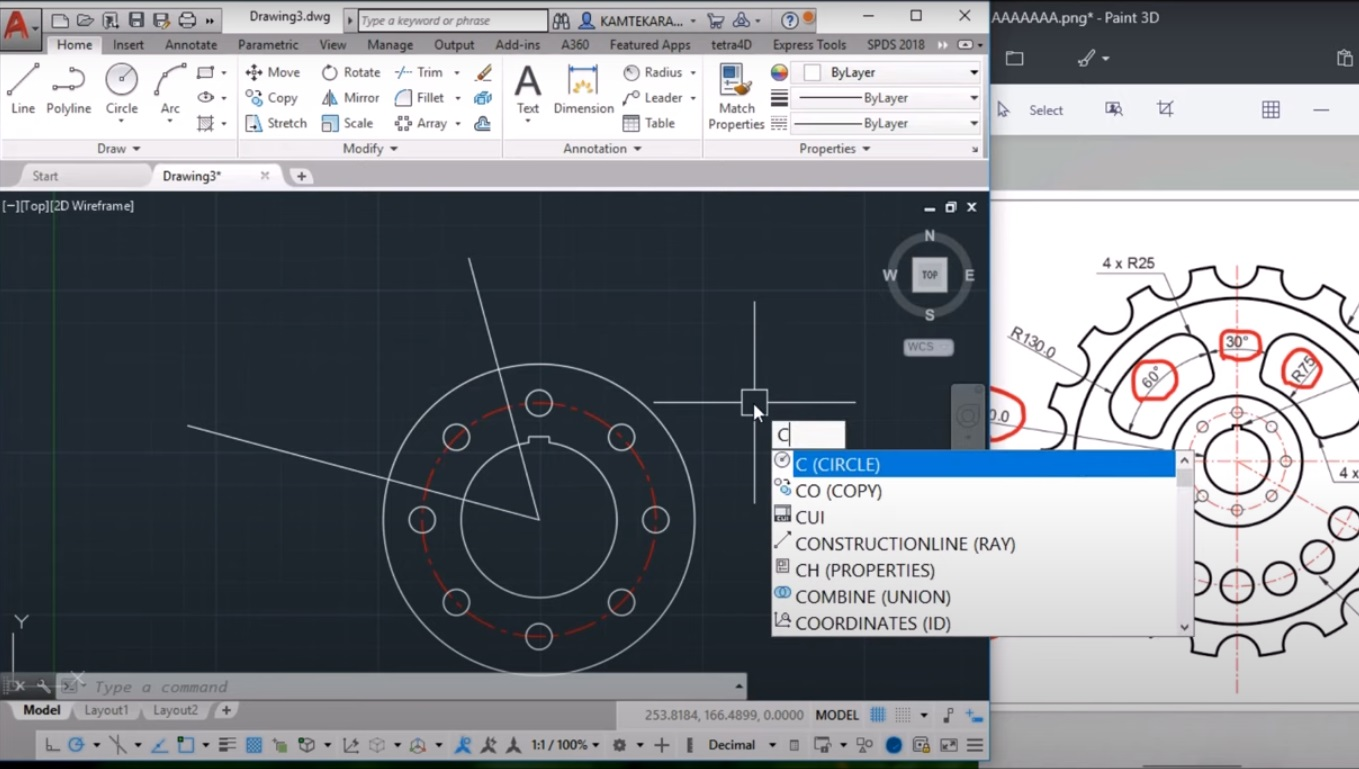 Drawing3.dwg
Type a keyword or phrase
KAMTEKARA...
AAAAAAA.png* - Paint 3D
Home Insert Annotate Parametric View Manage Output Add-ins A360 Featured Apps tetra4D Express Tools SPDS 2018
Line Polyline Circle Arc
Move Rotate Trim
Copy Mirror Fillet
Stretch Scale Array
Text Dimension
Radius
Leader
Table
Match
Properties
ByLayer
ByLayer
ByLayer
Select
Draw Modify Annotation Properties
Start Drawing3*
[−][Top][2D Wireframe]
N
W TOP E
S
WCS
4 x R25
R130.0
30°
60°
R75
0.0
4 x
C
C (CIRCLE)
CO (COPY)
CUI
CONSTRUCTIONLINE (RAY)
CH (PROPERTIES)
COMBINE (UNION)
COORDINATES (ID)
Y
X
Type a command
Model Layout1 Layout2
253.8184, 166.4899, 0.0000 MODEL
1:1 / 100% Decimal